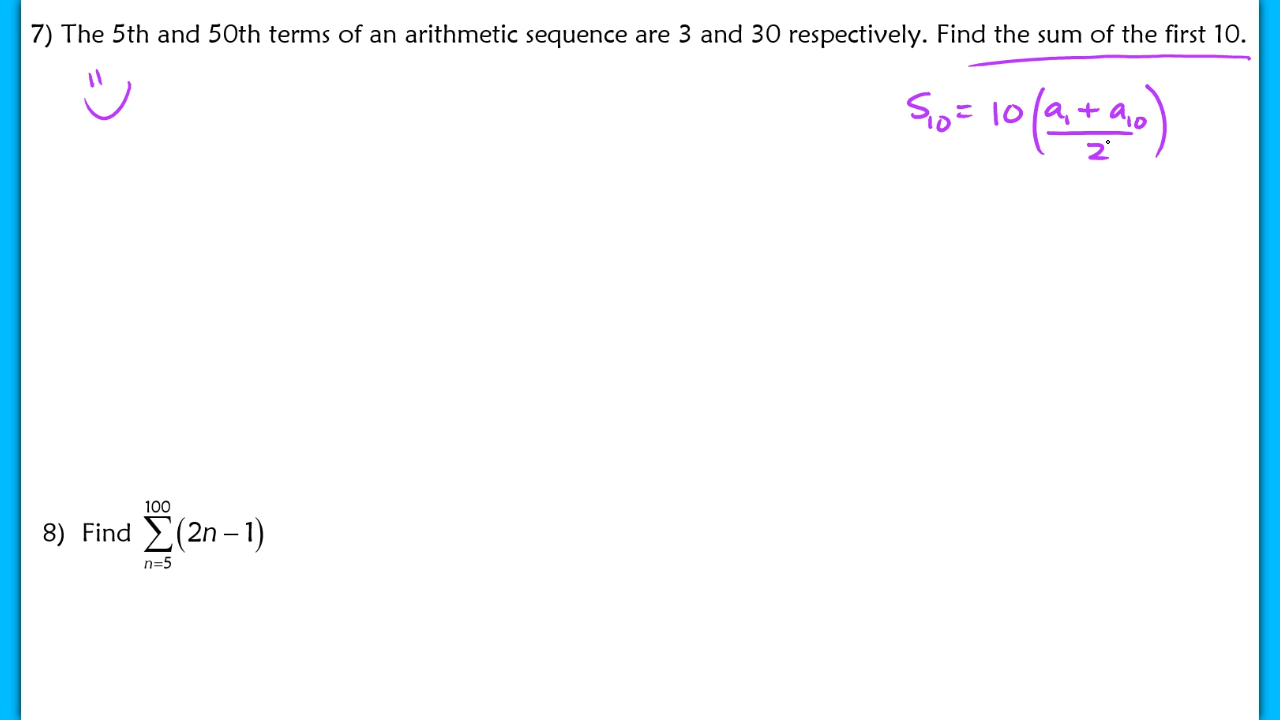 7) The 5th and 50th terms of an arithmetic sequence are 3 and 30 respectively. Find the sum of the first 10.
S₁₀ = 10 ( (a₁ + a₁₀) / 2 )
100
8) Find ∑ (2n – 1)
n=5